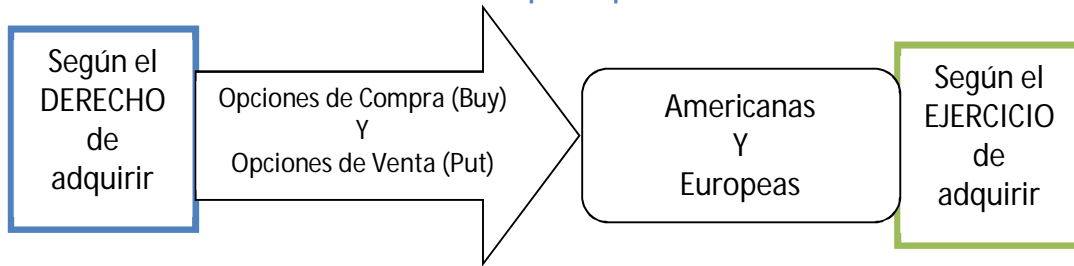 Según el
DERECHO
de
adquirir
Opciones de Compra (Buy)
Y
Opciones de Venta (Put)
Americanas
Y
Europeas
Según el
EJERCICIO
de
adquirir